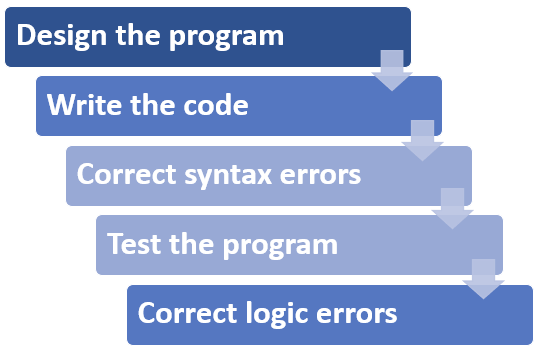 Design the program
Write the code
Correct syntax errors
Test the program
Correct logic errors